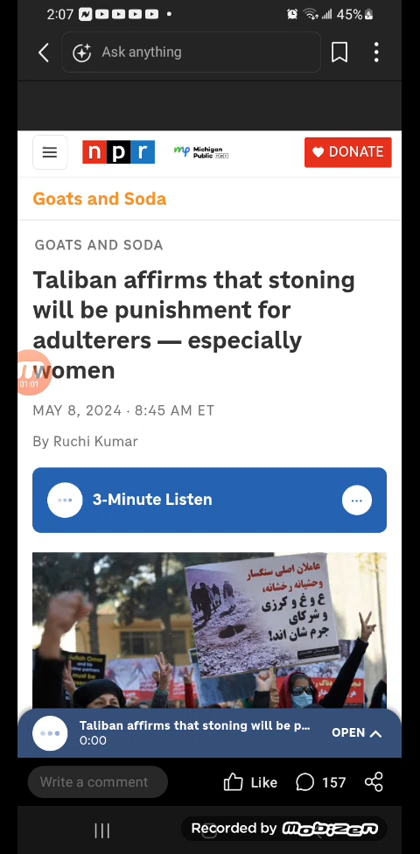 2:07 45%
Ask anything
npr
mp Michigan
Public
DONATE
Goats and Soda
GOATS AND SODA
Taliban affirms that stoning
will be punishment for
adulterers — especially
women
01:01
MAY 8, 2024 · 8:45 AM ET
By Ruchi Kumar
3-Minute Listen
عاملان اصلی سنگسار
وحشیانه رخشانه،
ع و غ و کرزی
و شرکای
جرم شان اند!
Taliban affirms that stoning will be p...
0:00
OPEN
Write a comment
Like
157
Recorded by mobizen